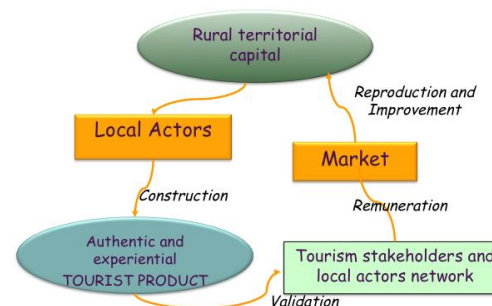 Rural territorial
capital
Reproduction and
Improvement
Local Actors
Market
Construction
Remuneration
Authentic and
experiential
TOURIST PRODUCT
Tourism stakeholders and
local actors network
Validation